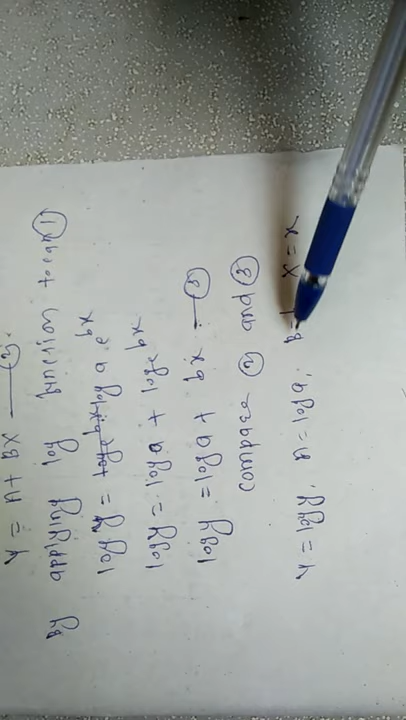 Y = A + BX — ②.
By applying log function to eqn ①
log y = log a e^bx
log y = log a + log e^bx
log y = log a + bx — ③
compare ② and ③
Y = log y, A = log a, B = X = x